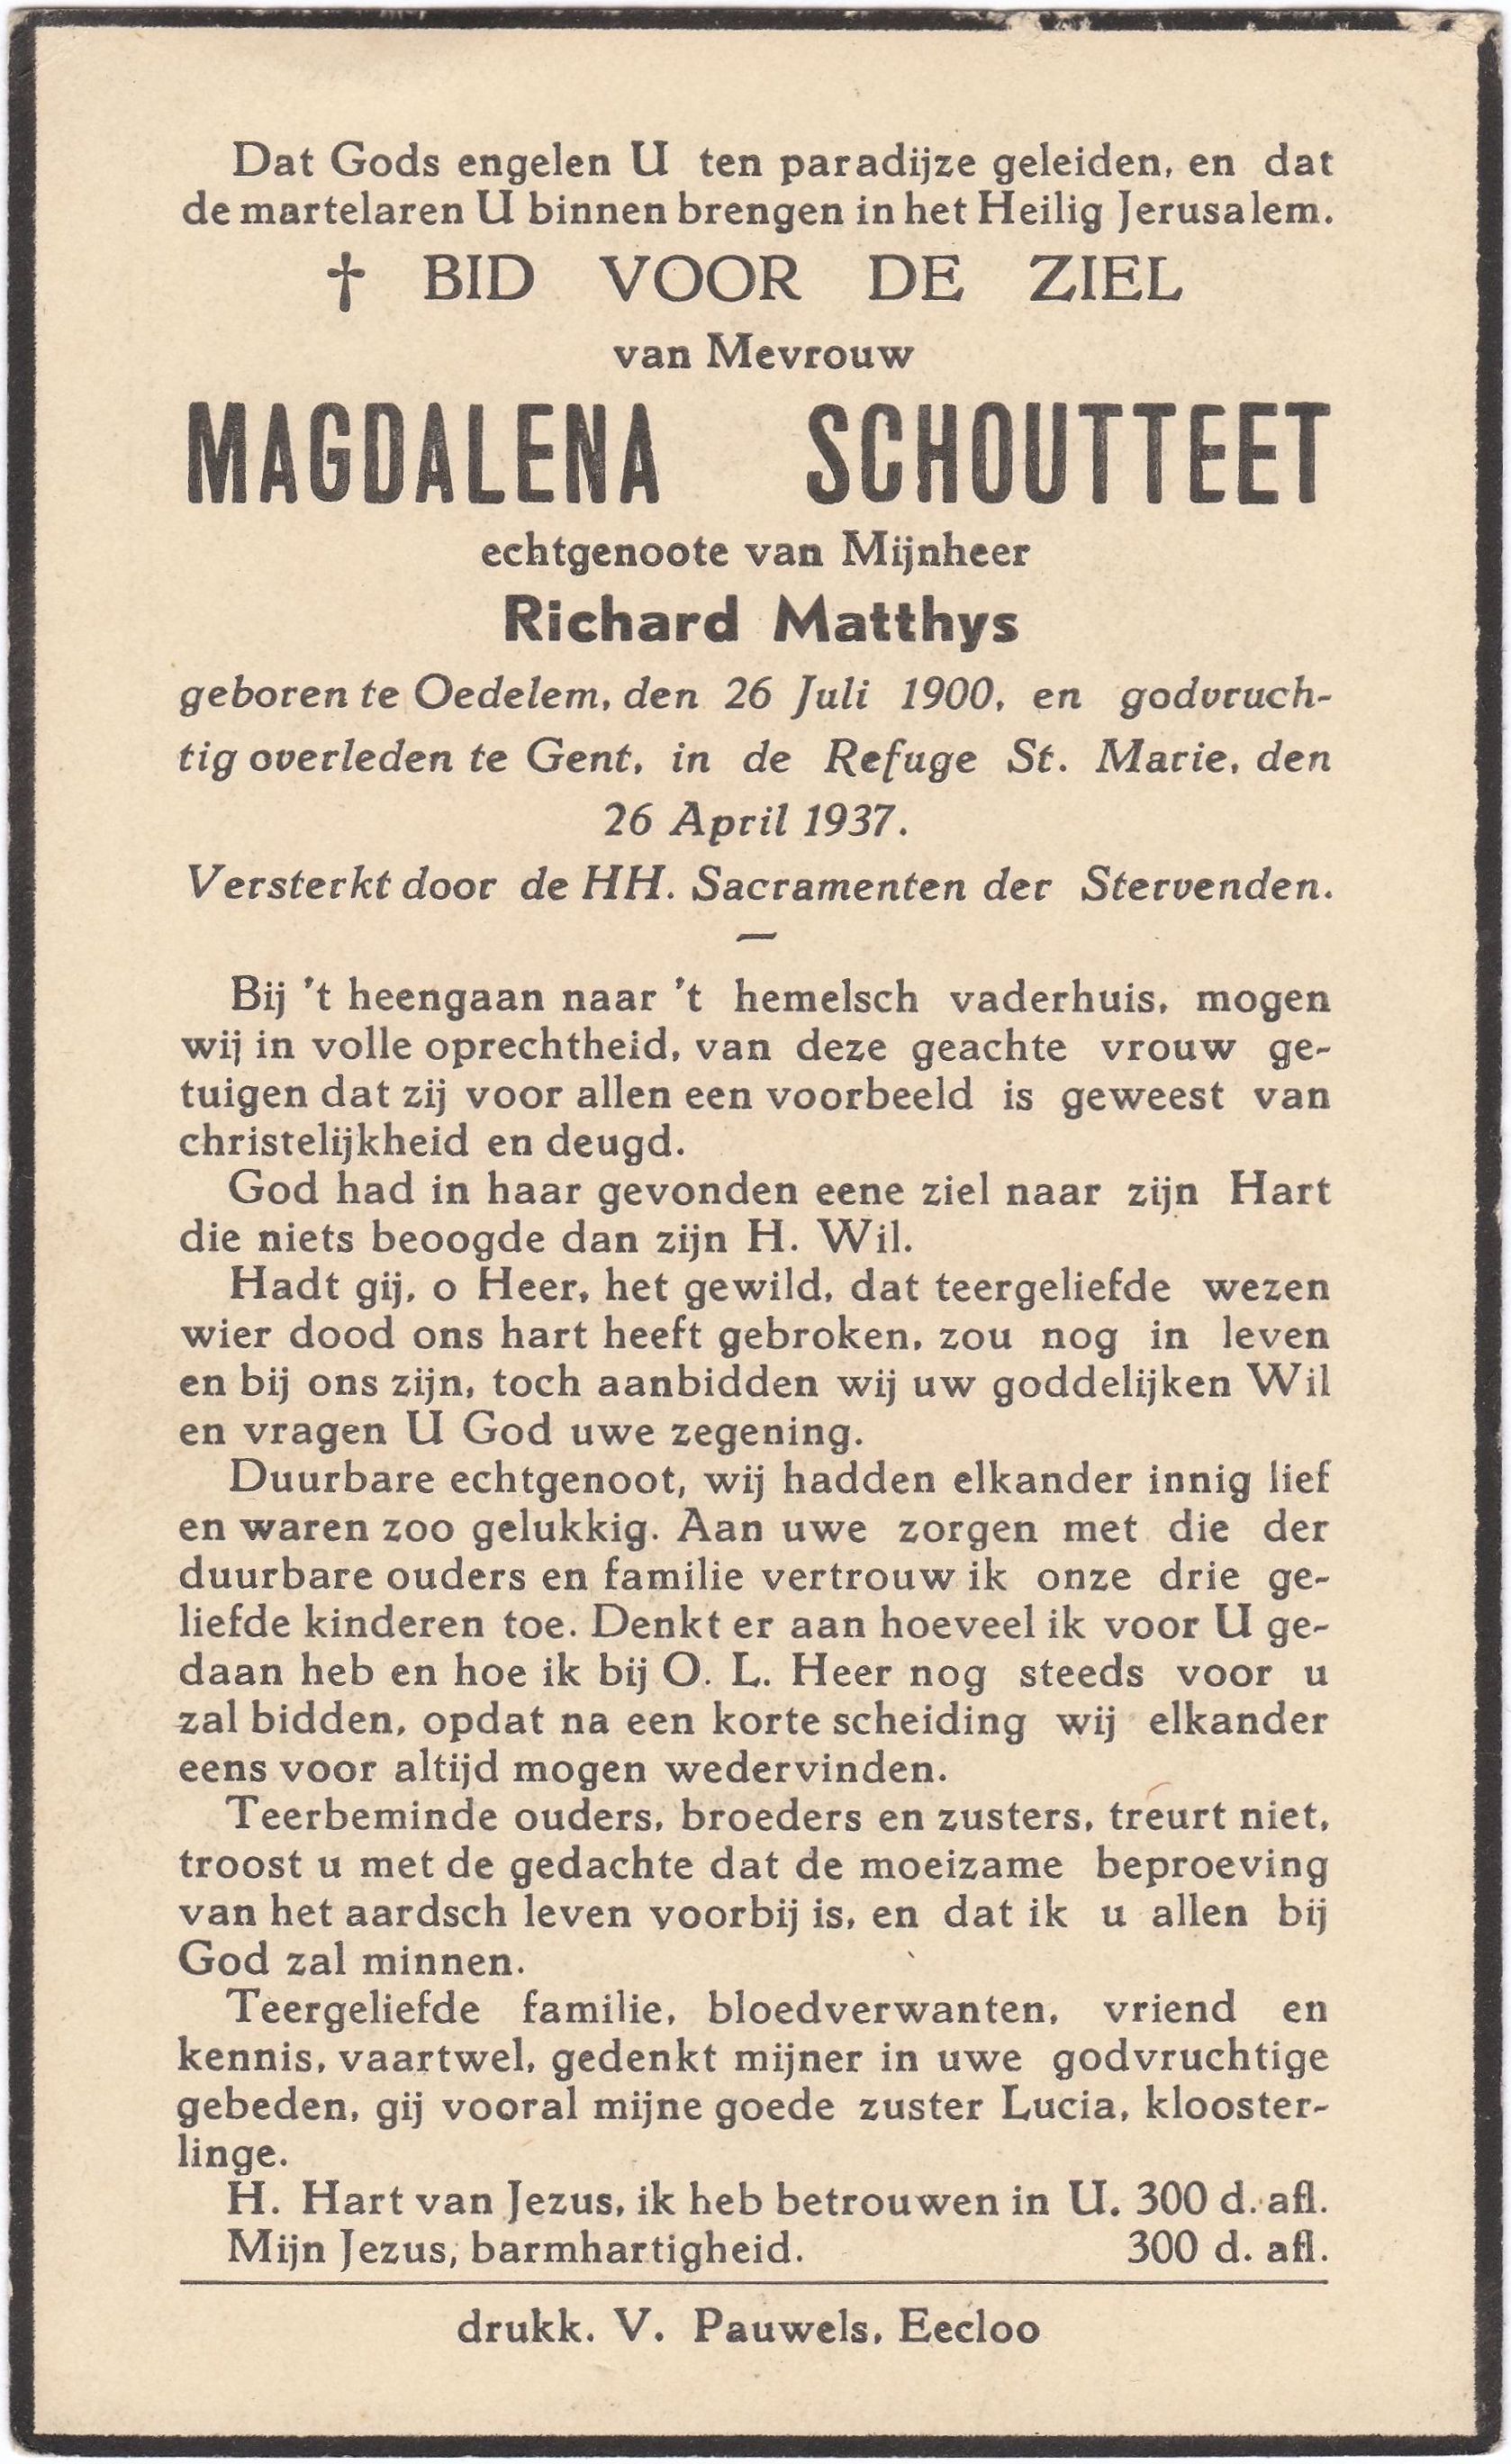 Dat Gods engelen U ten paradijze geleiden, en dat
de martelaren U binnen brengen in het Heilig Jerusalem.
† BID VOOR DE ZIEL
van Mevrouw
MAGDALENA SCHOUTTEET
echtgenoote van Mijnheer
Richard Matthys
geboren te Oedelem, den 26 Juli 1900, en godvruch-
tig overleden te Gent, in de Refuge St. Marie, den
26 April 1937.
Versterkt door de HH. Sacramenten der Stervenden.
—
Bij 't heengaan naar 't hemelsch vaderhuis, mogen
wij in volle oprechtheid, van deze geachte vrouw ge-
tuigen dat zij voor allen een voorbeeld is geweest van
christelijkheid en deugd.
God had in haar gevonden eene ziel naar zijn Hart
die niets beoogde dan zijn H. Wil.
Hadt gij, o Heer, het gewild, dat teergeliefde wezen
wier dood ons hart heeft gebroken, zou nog in leven
en bij ons zijn, toch aanbidden wij uw goddelijken Wil
en vragen U God uwe zegening.
Duurbare echtgenoot, wij hadden elkander innig lief
en waren zoo gelukkig. Aan uwe zorgen met die der
duurbare ouders en familie vertrouw ik onze drie ge-
liefde kinderen toe. Denkt er aan hoeveel ik voor U ge-
daan heb en hoe ik bij O. L. Heer nog steeds voor u
zal bidden, opdat na een korte scheiding wij elkander
eens voor altijd mogen wedervinden.
Teerbeminde ouders, broeders en zusters, treurt niet,
troost u met de gedachte dat de moeizame beproeving
van het aardsch leven voorbij is, en dat ik u allen bij
God zal minnen.
Teergeliefde familie, bloedverwanten, vriend en
kennis, vaartwel, gedenkt mijner in uwe godvruchtige
gebeden, gij vooral mijne goede zuster Lucia, klooster-
linge.
H. Hart van Jezus, ik heb betrouwen in U. 300 d. afl.
Mijn Jezus, barmhartigheid. 300 d. afl.
drukk. V. Pauwels, Eecloo